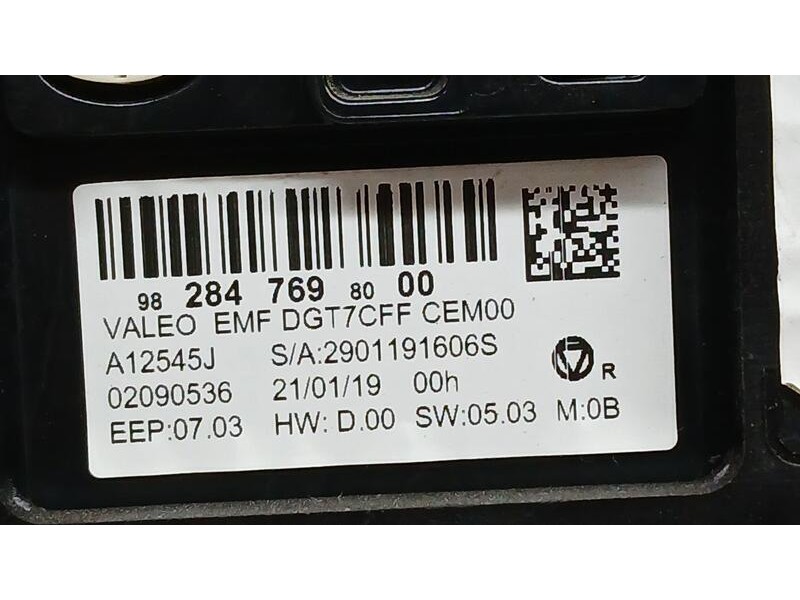 98 284 769 80 00
VALEO EMF DGT7CFF CEM00
A12545J S/A:2901191606S
02090536 21/01/19 00h R
EEP:07.03 HW: D.00 SW:05.03 M:0B